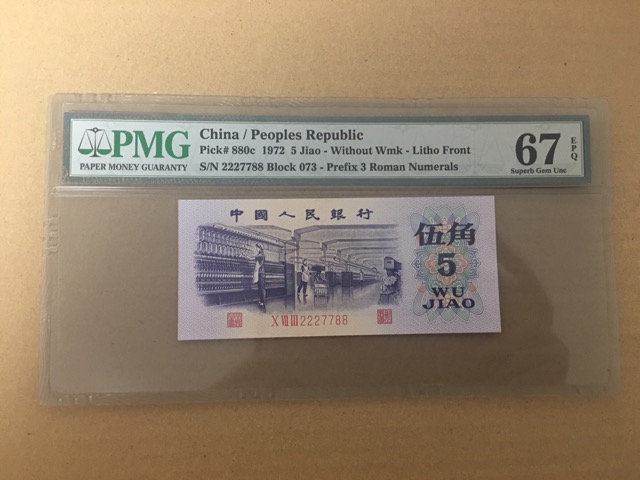 PMG
PAPER MONEY GUARANTY
China / Peoples Republic
Pick# 880c 1972 5 Jiao - Without Wmk - Litho Front
S/N 2227788 Block 073 - Prefix 3 Roman Numerals
67 EPQ
Superb Gem Unc
中國人民銀行
伍角
5
WU
JIAO
X VII III 2227788